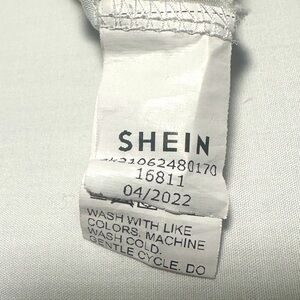 SHEIN
16811
04/2022
WASH WITH LIKE
COLORS. MACHINE
WASH COLD.
GENTLE CYCLE. DO